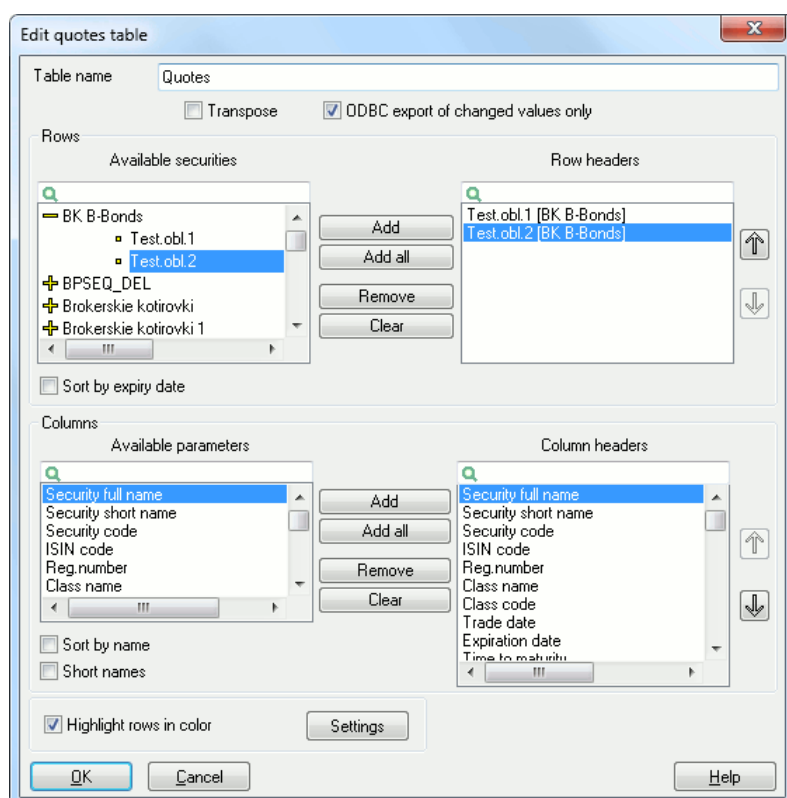 Edit quotes table
Table name Quotes
Transpose ODBC export of changed values only
Rows
Available securities Row headers
BK B-Bonds
Test.obl.1
Test.obl.2
BPSEQ_DEL
Brokerskie kotirovki
Brokerskie kotirovki 1
Add
Add all
Remove
Clear
Test.obl.1 [BK B-Bonds]
Test.obl.2 [BK B-Bonds]
Sort by expiry date
Columns
Available parameters Column headers
Security full name
Security short name
Security code
ISIN code
Reg.number
Class name
Add
Add all
Remove
Clear
Security full name
Security short name
Security code
ISIN code
Reg.number
Class name
Class code
Trade date
Expiration date
Time to maturity
Sort by name
Short names
Highlight rows in color Settings
OK Cancel Help